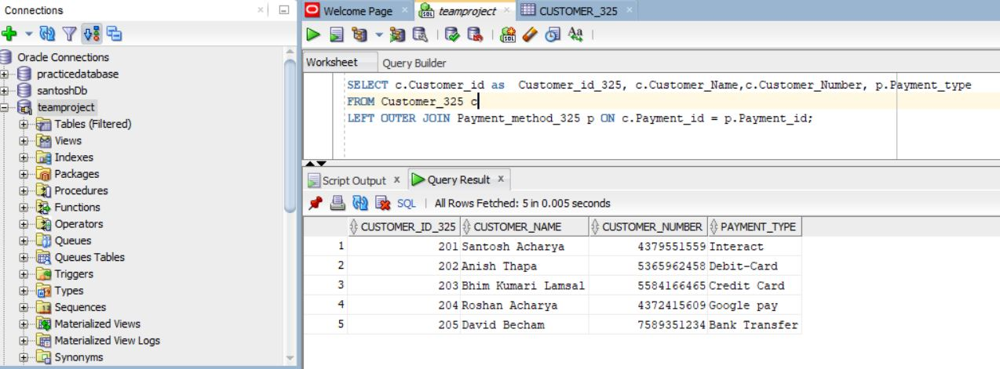 Connections
Oracle Connections
practicedatabase
santoshDb
teamproject
Tables (Filtered)
Views
Indexes
Packages
Procedures
Functions
Operators
Queues
Queues Tables
Triggers
Types
Sequences
Materialized Views
Materialized View Logs
Synonyms
Welcome Page
teamproject
CUSTOMER_325
Worksheet Query Builder
SELECT c.Customer_id as  Customer_id_325, c.Customer_Name,c.Customer_Number, p.Payment_type
FROM Customer_325 c
LEFT OUTER JOIN Payment_method_325 p ON c.Payment_id = p.Payment_id;
Script Output x Query Result x
SQL | All Rows Fetched: 5 in 0.005 seconds
CUSTOMER_ID_325 CUSTOMER_NAME CUSTOMER_NUMBER PAYMENT_TYPE
1 201 Santosh Acharya 4379551559 Interact
2 202 Anish Thapa 5365962458 Debit-Card
3 203 Bhim Kumari Lamsal 5584166465 Credit Card
4 204 Roshan Acharya 4372415609 Google pay
5 205 David Becham 7589351234 Bank Transfer